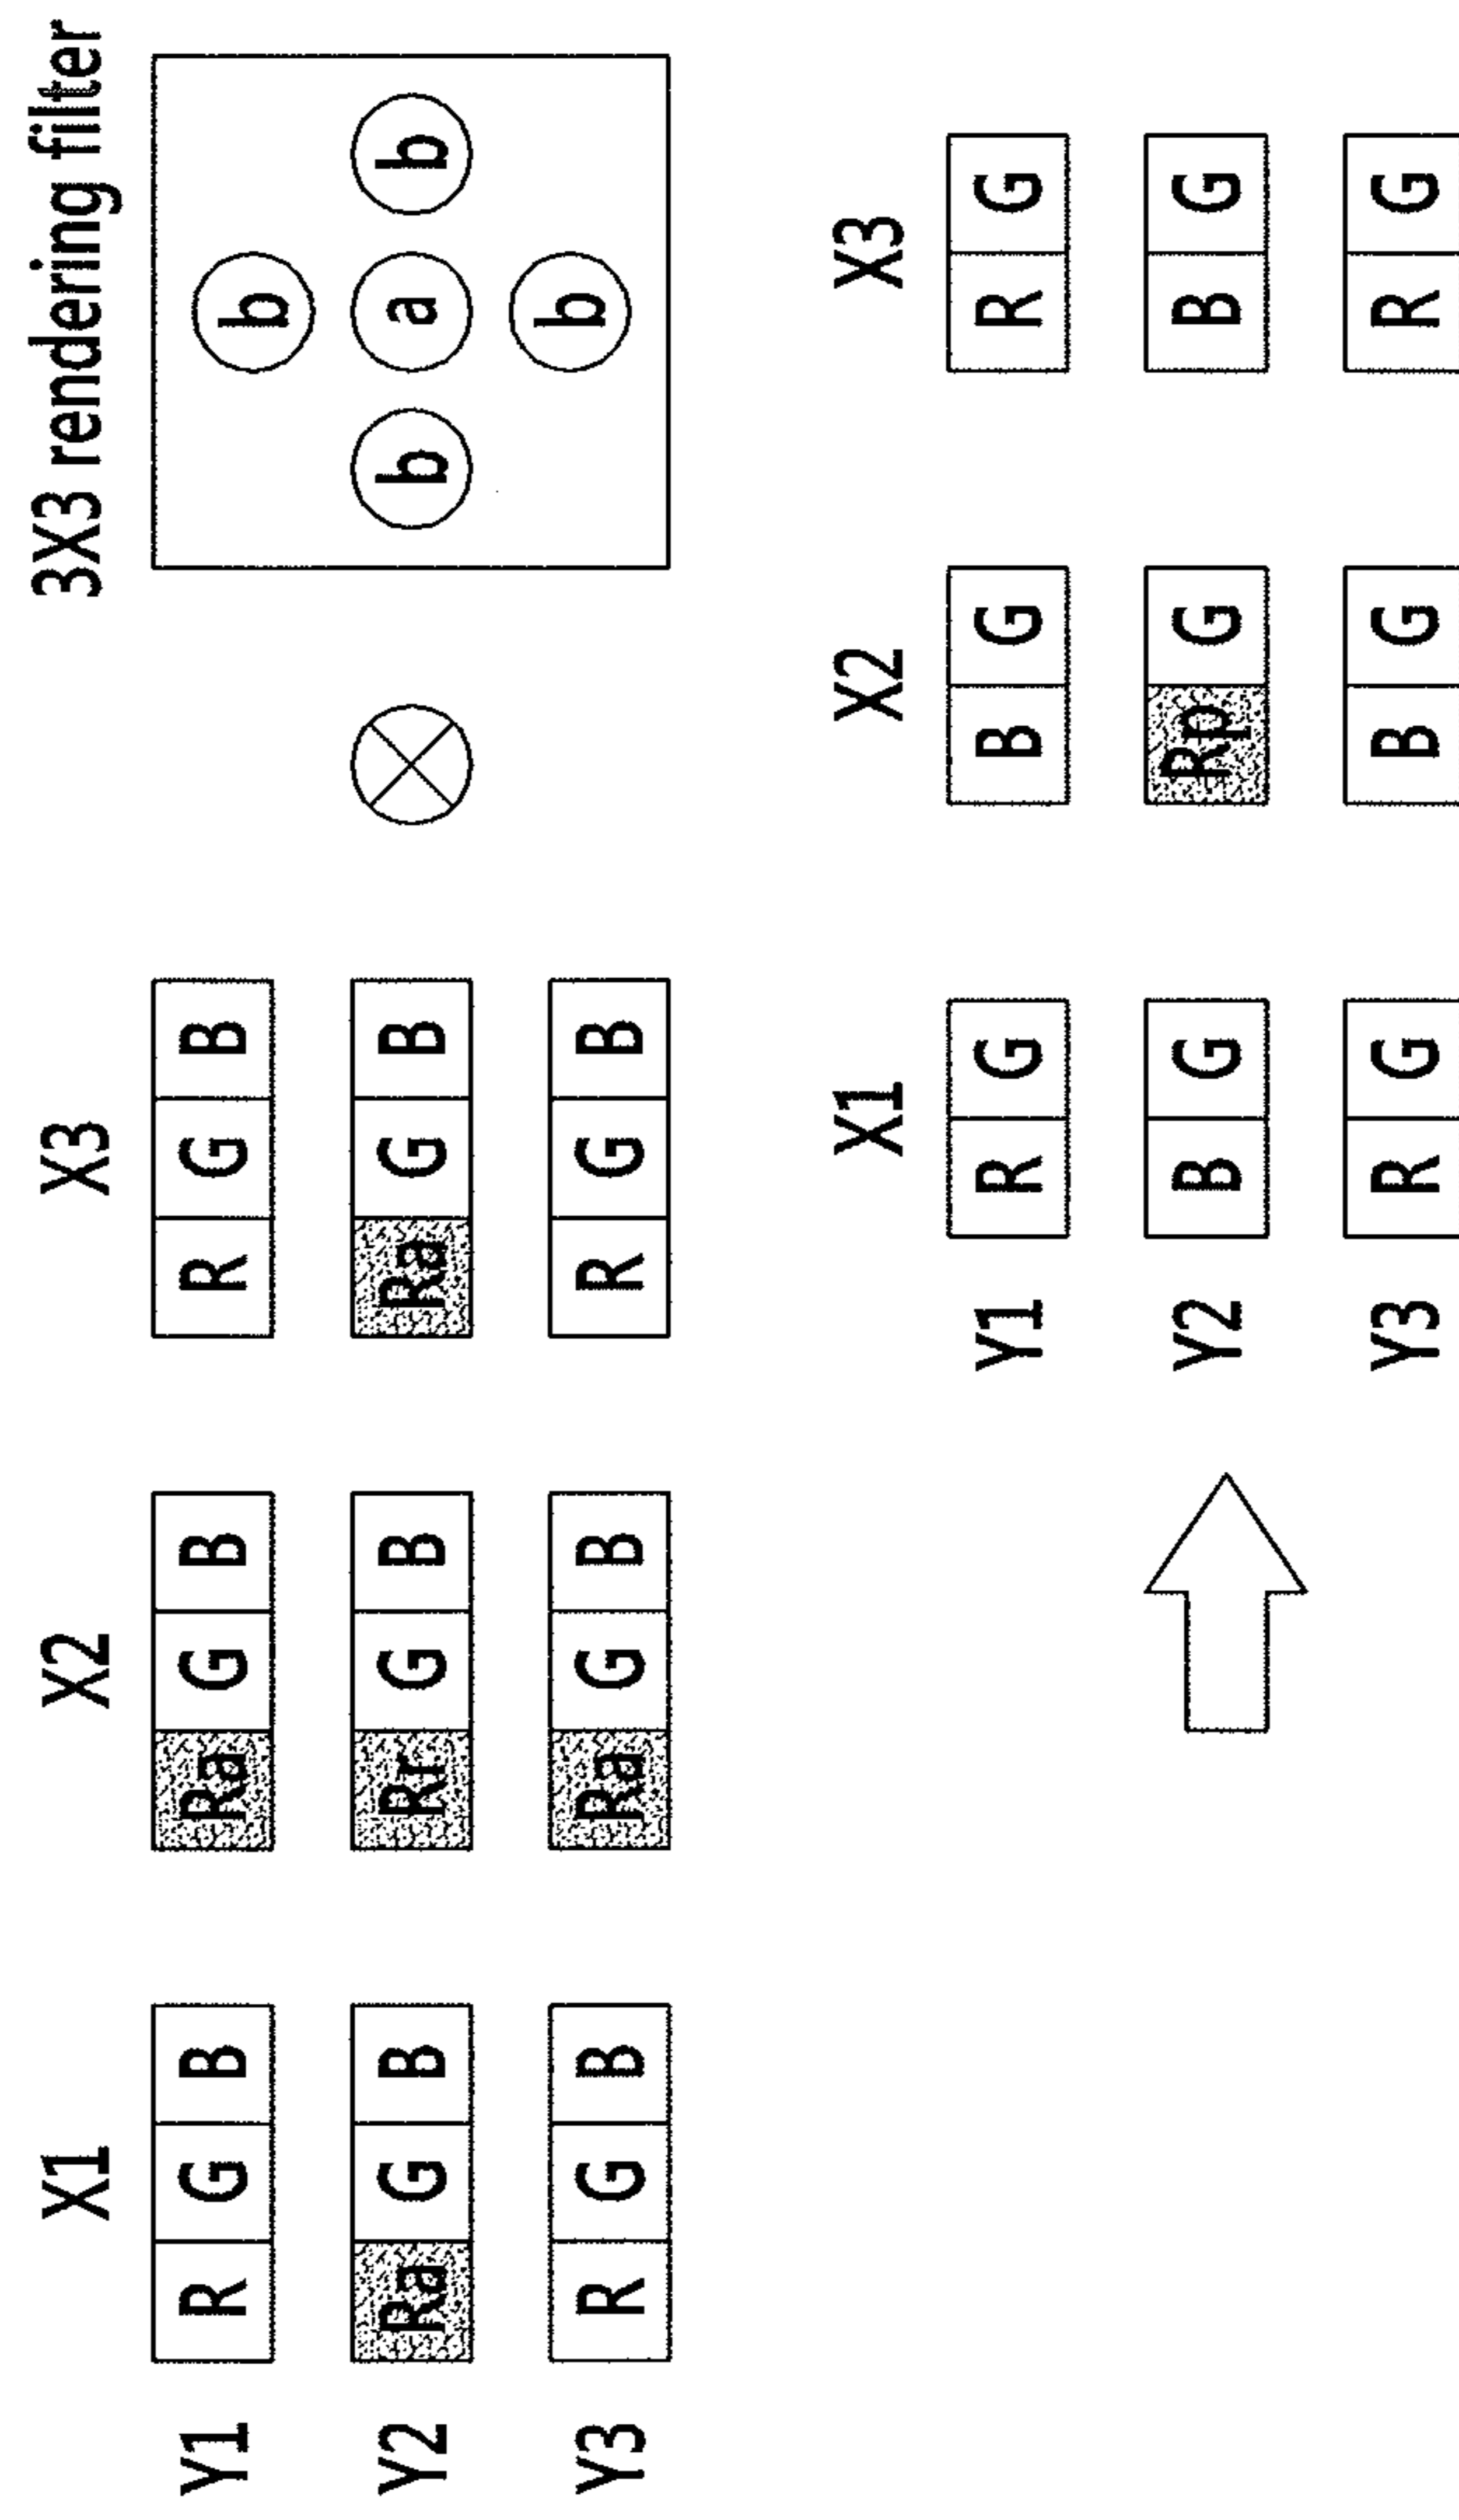 3X3 rendering filter
X1 X2 X3
Y1 R G B Ra G B R G B
Y2 Ra G B Rr G B Ra G B
Y3 R G B Ra G B R G B
b
b a b
b
X1 X2 X3
Y1 R G B G R G
Y2 B G Rp G B G
Y3 R G B G R G